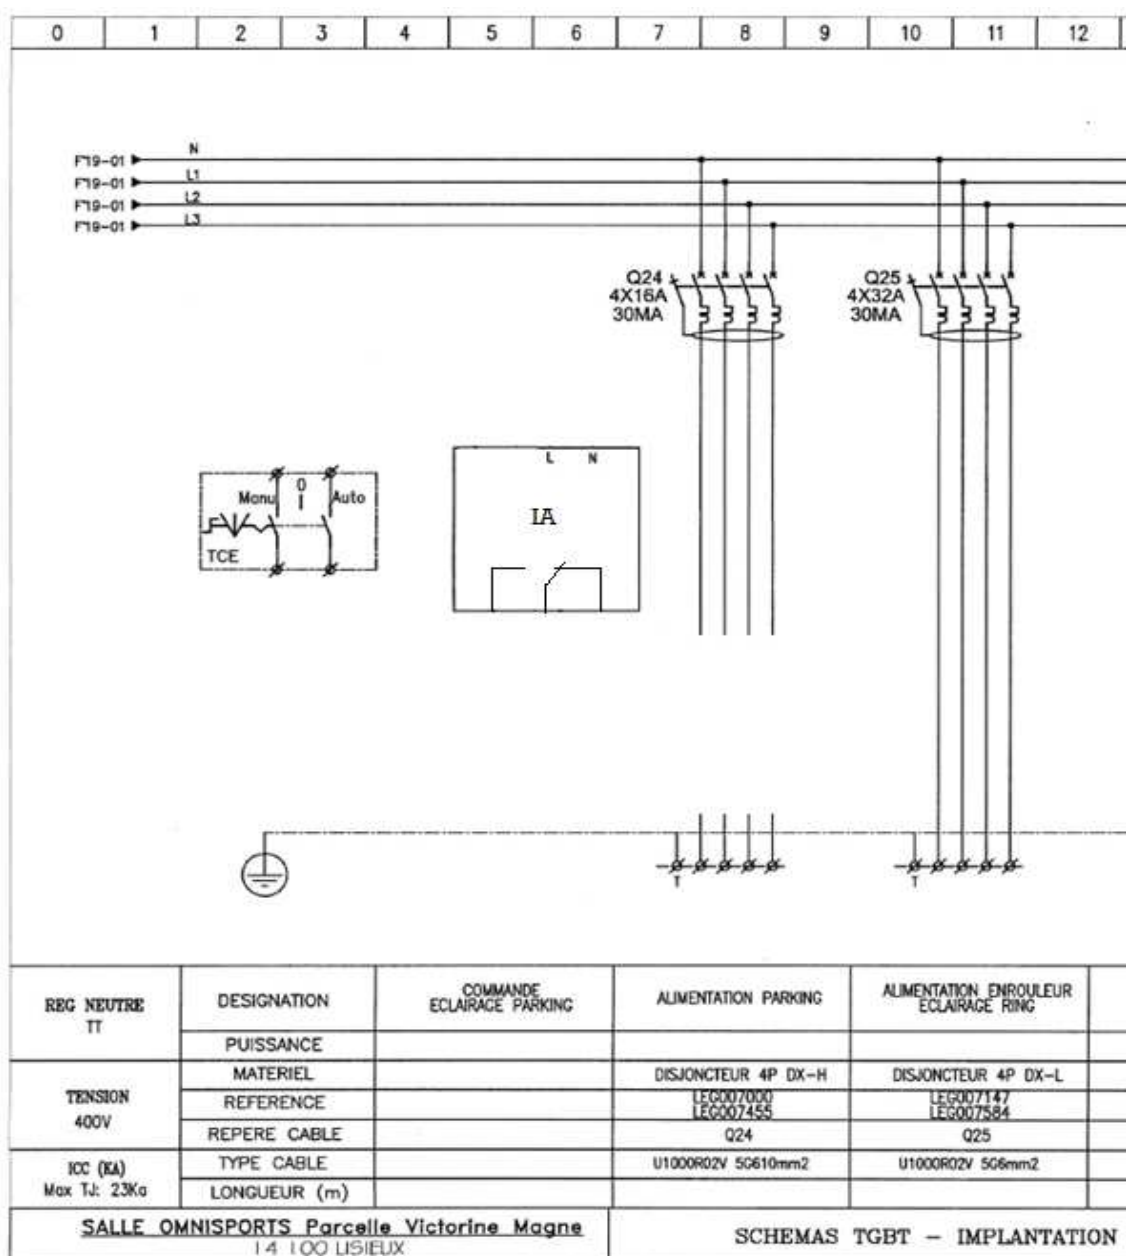 0 1 2 3 4 5 6 7 8 9 10 11 12
N
F19-01
L1
F19-01
L2
F19-01
L3
F19-01
Q24
4X16A
30MA
Q25
4X32A
30MA
L N
0
Manu I Auto
IA
TCE
T T
REG NEUTRE
TT
DESIGNATION
COMMANDE
ECLAIRAGE PARKING
ALIMENTATION PARKING
ALIMENTATION ENROULEUR
ECLAIRAGE RING
PUISSANCE
TENSION
400V
MATERIEL
DISJONCTEUR 4P DX-H
DISJONCTEUR 4P DX-L
REFERENCE
LEG007000
LEG007455
LEG007147
LEG007584
REPERE CABLE
Q24
Q25
ICC (KA)
Max TJ: 23Ka
TYPE CABLE
U1000R02V 5G610mm2
U1000R02V 5G6mm2
LONGUEUR (m)
SALLE OMNISPORTS Parcelle Victorine Magne
14 100 LISIEUX
SCHEMAS TGBT - IMPLANTATION